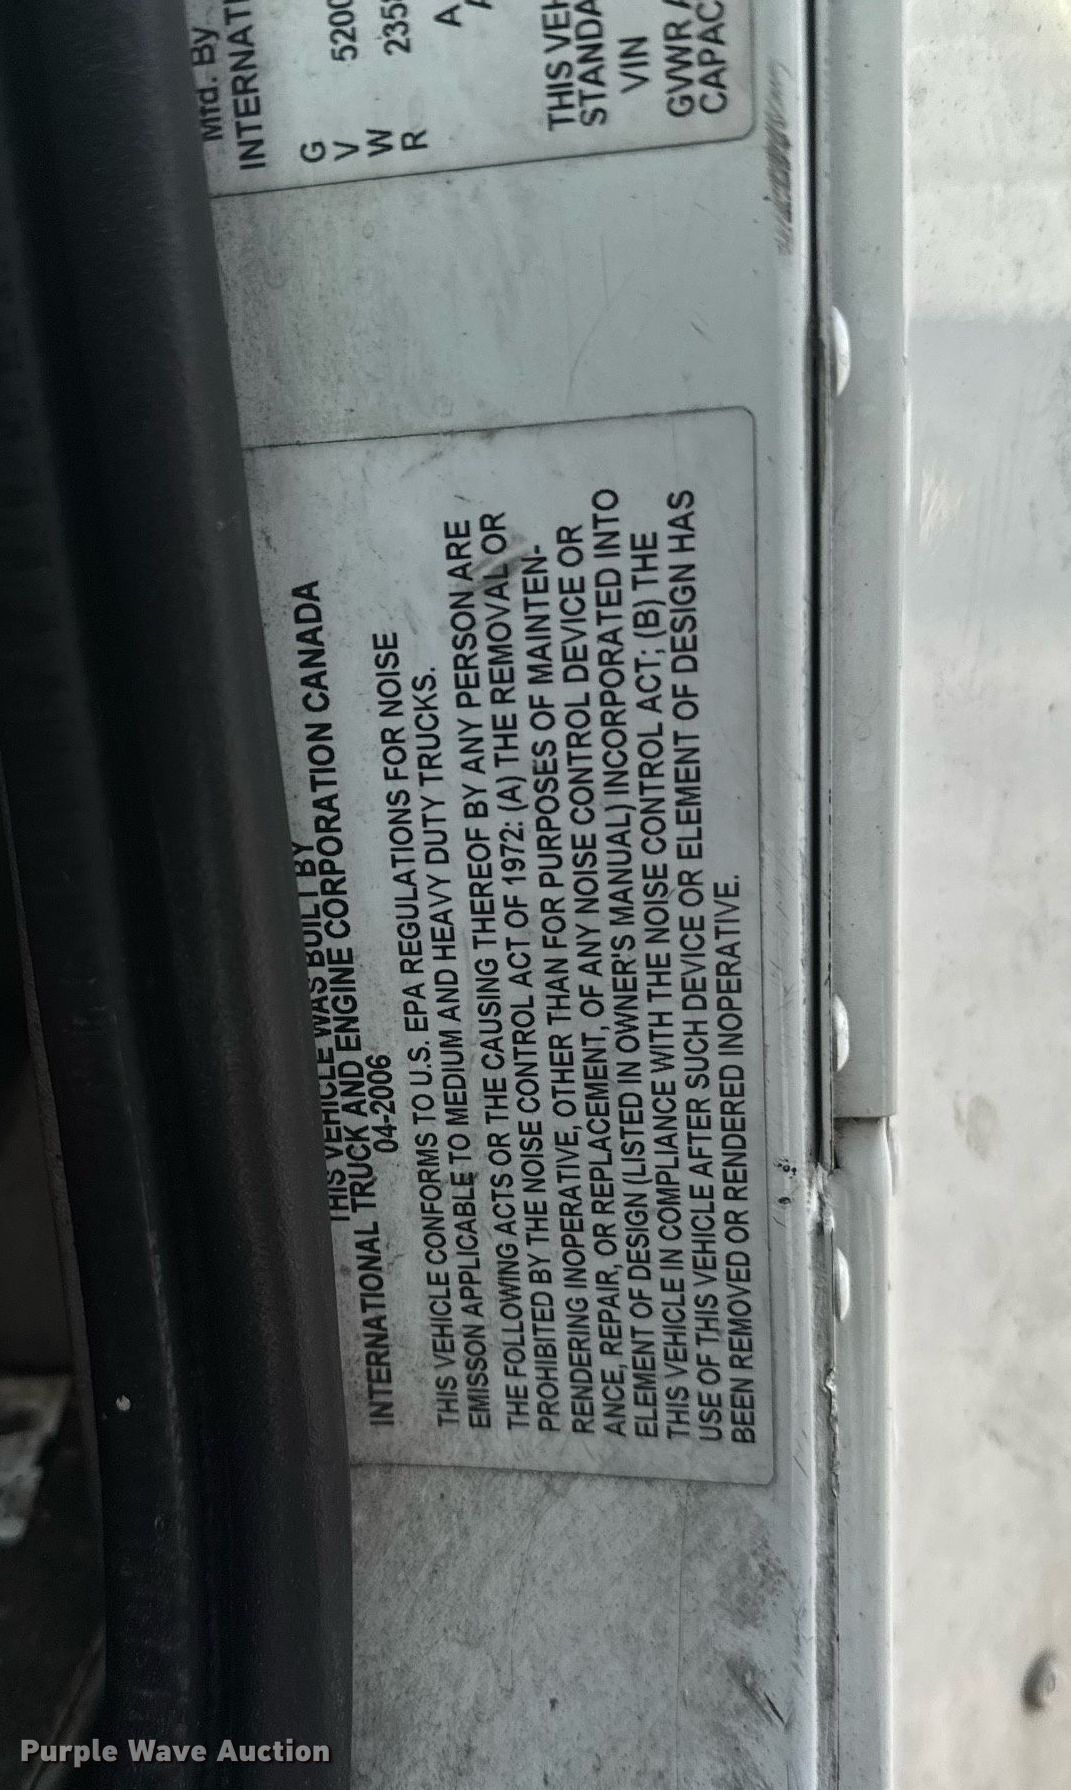 THIS VEHICLE WAS BUILT BY
INTERNATIONAL TRUCK AND ENGINE CORPORATION CANADA
04-2006
THIS VEHICLE CONFORMS TO U.S. EPA REGULATIONS FOR NOISE
EMISSON APPLICABLE TO MEDIUM AND HEAVY DUTY TRUCKS.
THE FOLLOWING ACTS OR THE CAUSING THEREOF BY ANY PERSON ARE
PROHIBITED BY THE NOISE CONTROL ACT OF 1972: (A) THE REMOVAL OR
RENDERING INOPERATIVE, OTHER THAN FOR PURPOSES OF MAINTEN-
ANCE, REPAIR, OR REPLACEMENT, OF ANY NOISE CONTROL DEVICE OR
ELEMENT OF DESIGN (LISTED IN OWNER'S MANUAL) INCORPORATED INTO
THIS VEHICLE IN COMPLIANCE WITH THE NOISE CONTROL ACT; (B) THE
USE OF THIS VEHICLE AFTER SUCH DEVICE OR ELEMENT OF DESIGN HAS
BEEN REMOVED OR RENDERED INOPERATIVE.
Mfd. By
INTERNATI
G
V 520
W 235
R A
THIS VEH
STANDA
VIN
GVWR
CAPAC
Purple Wave Auction